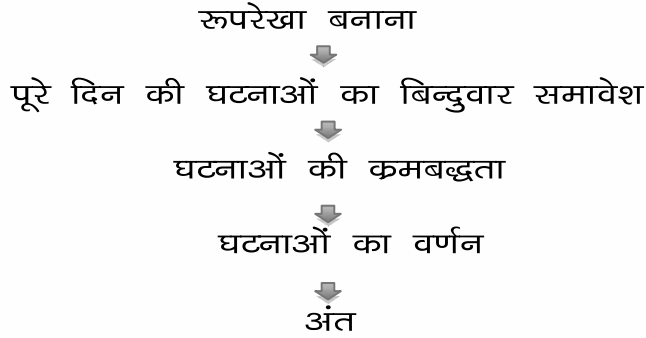 रूपरेखा बनाना
पूरे दिन की घटनाओं का बिन्दुवार समावेश
घटनाओं की क्रमबद्धता
घटनाओं का वर्णन
अंत